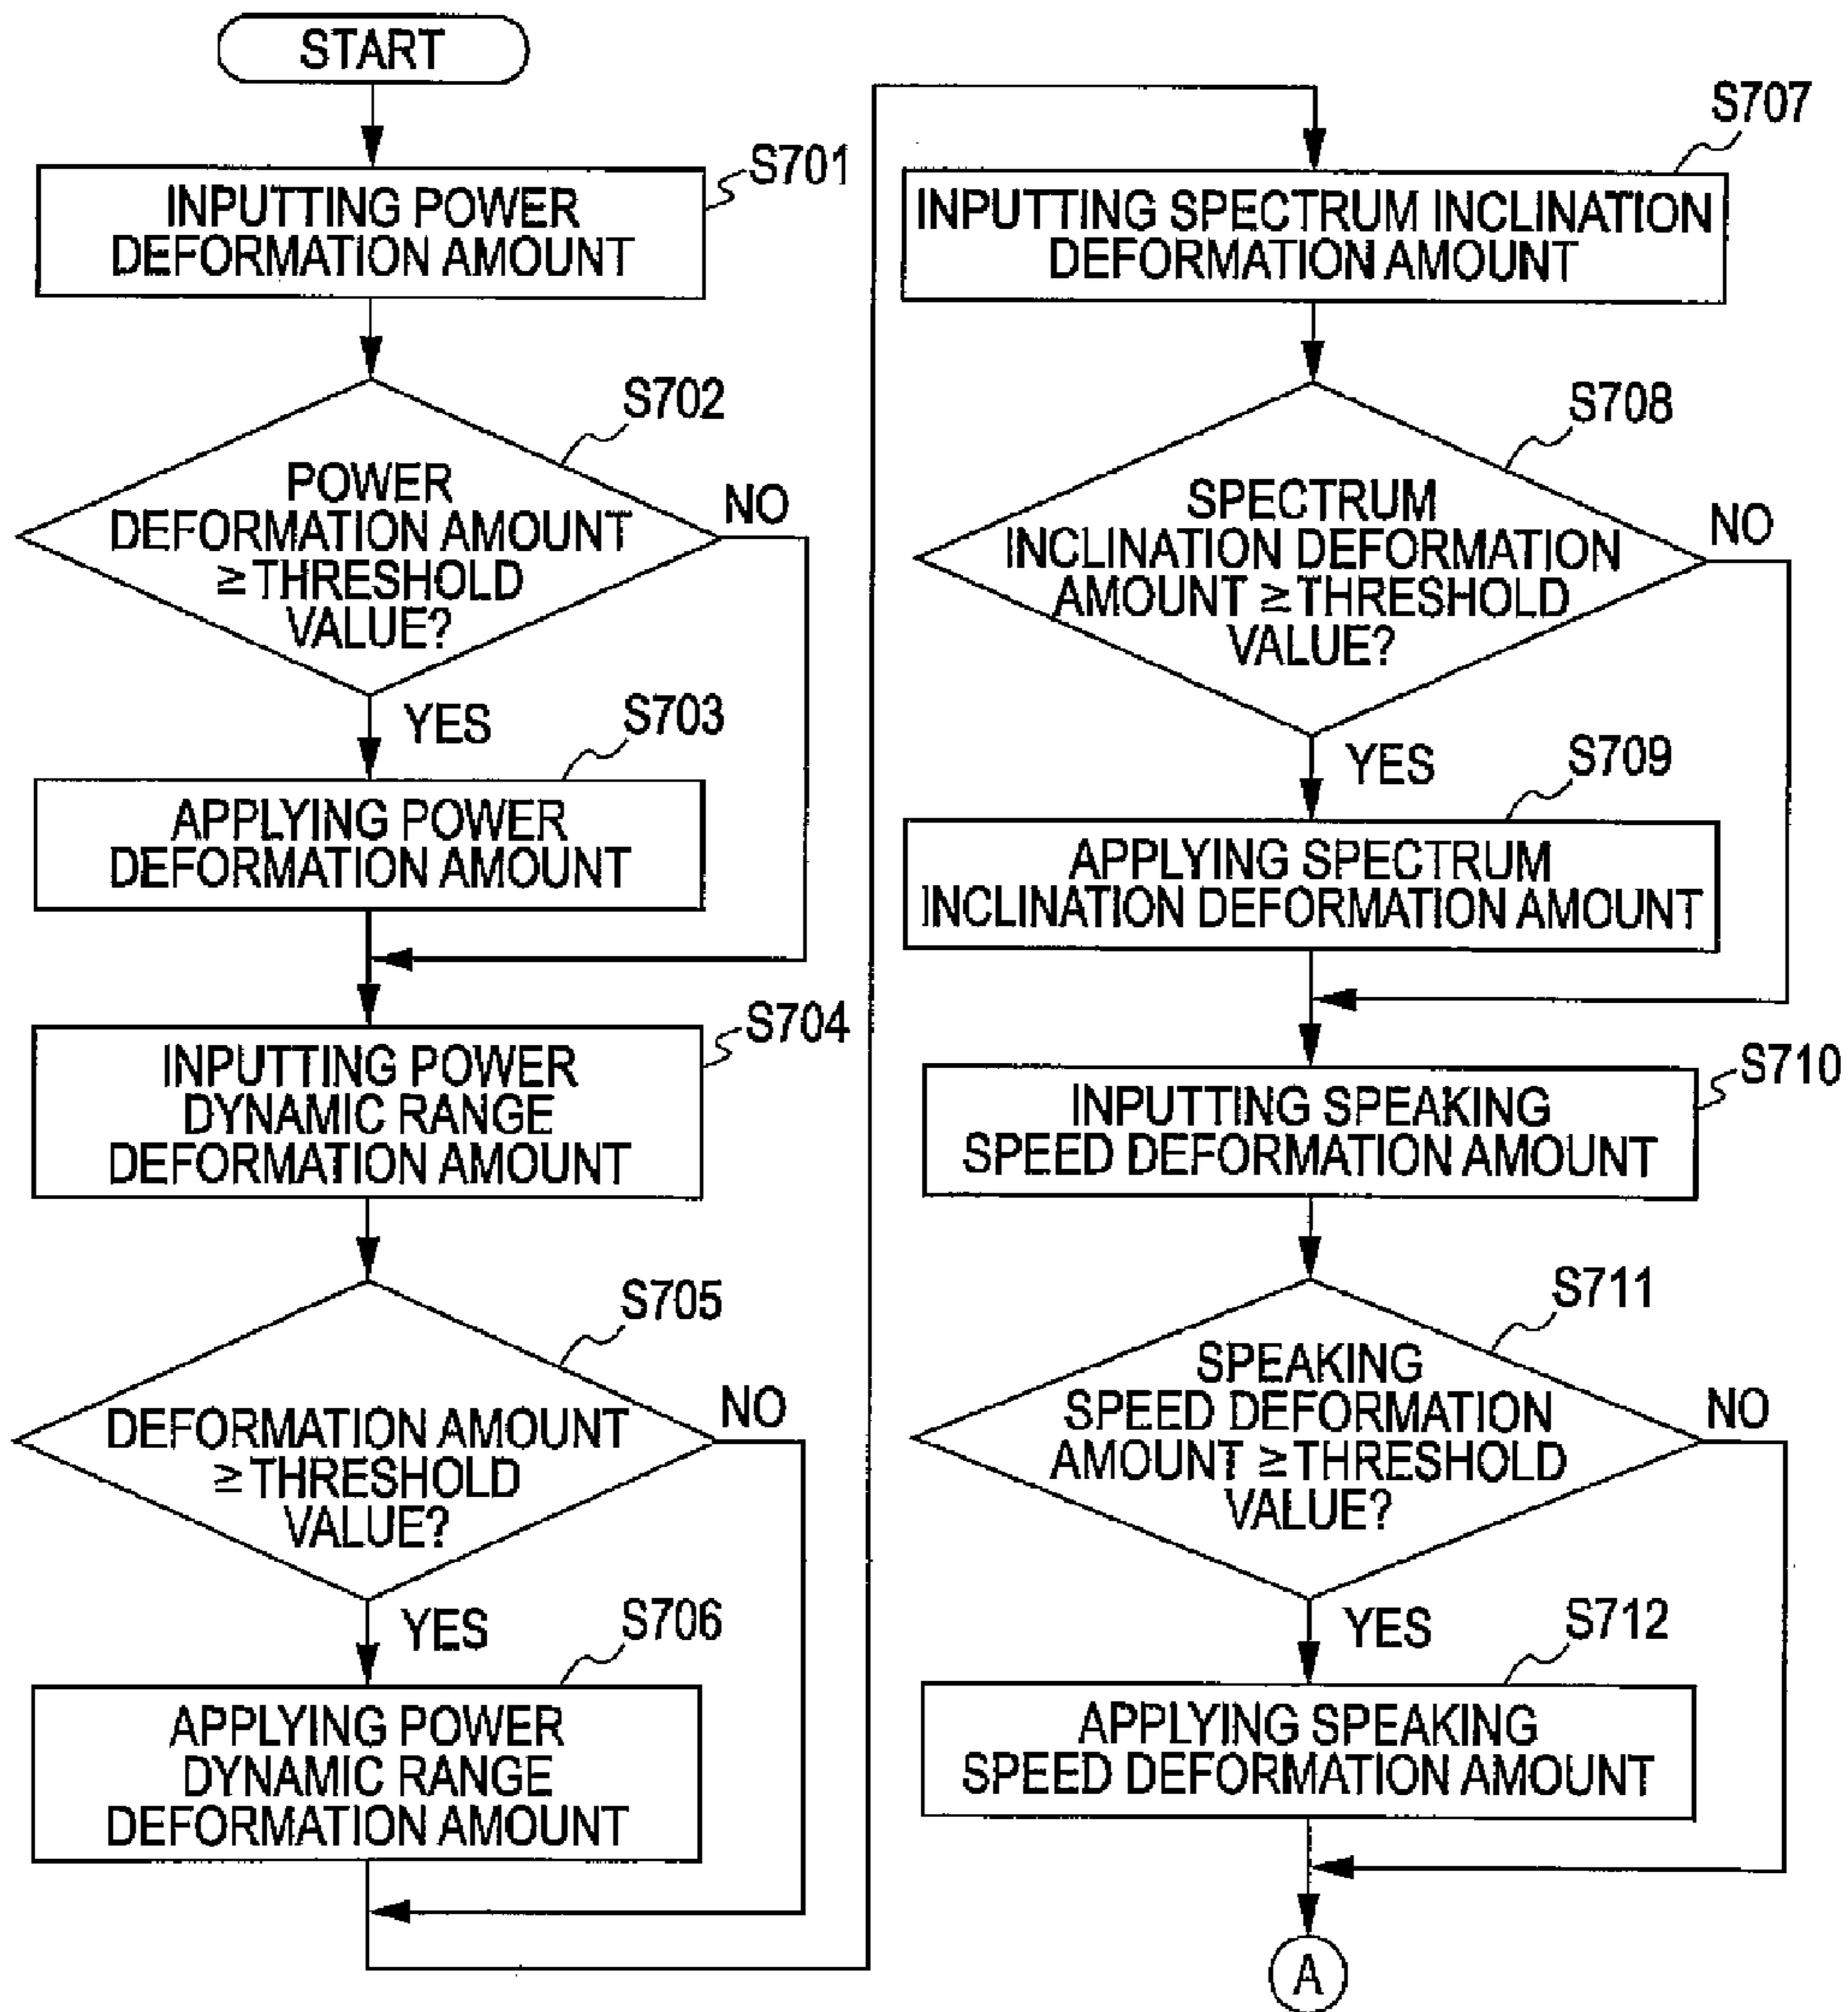 START
S701
INPUTTING POWER
DEFORMATION AMOUNT
S702
POWER
DEFORMATION AMOUNT
≥ THRESHOLD
VALUE?
NO
YES
S703
APPLYING POWER
DEFORMATION AMOUNT
S704
INPUTTING POWER
DYNAMIC RANGE
DEFORMATION AMOUNT
S705
DEFORMATION AMOUNT
≥ THRESHOLD
VALUE?
NO
YES
S706
APPLYING POWER
DYNAMIC RANGE
DEFORMATION AMOUNT
S707
INPUTTING SPECTRUM INCLINATION
DEFORMATION AMOUNT
S708
SPECTRUM
INCLINATION DEFORMATION
AMOUNT ≥ THRESHOLD
VALUE?
NO
YES
S709
APPLYING SPECTRUM
INCLINATION DEFORMATION AMOUNT
S710
INPUTTING SPEAKING
SPEED DEFORMATION AMOUNT
S711
SPEAKING
SPEED DEFORMATION
AMOUNT ≥ THRESHOLD
VALUE?
NO
YES
S712
APPLYING SPEAKING
SPEED DEFORMATION AMOUNT
A